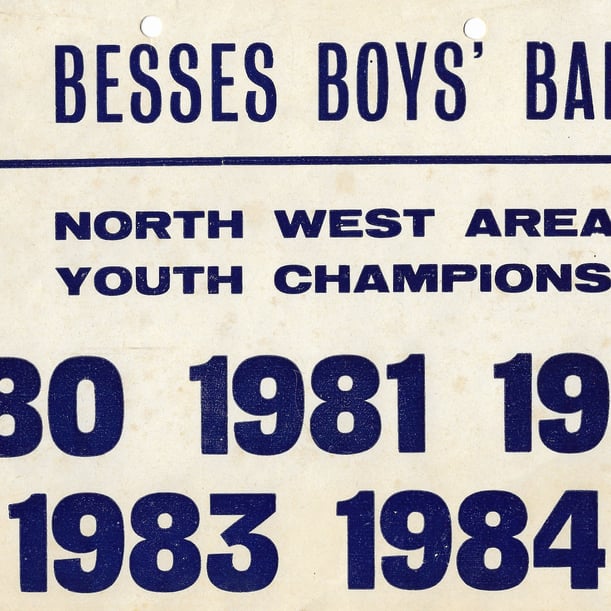 BESSES BOYS' BA
NORTH WEST AREA
YOUTH CHAMPIONS
80 1981 19
1983 1984